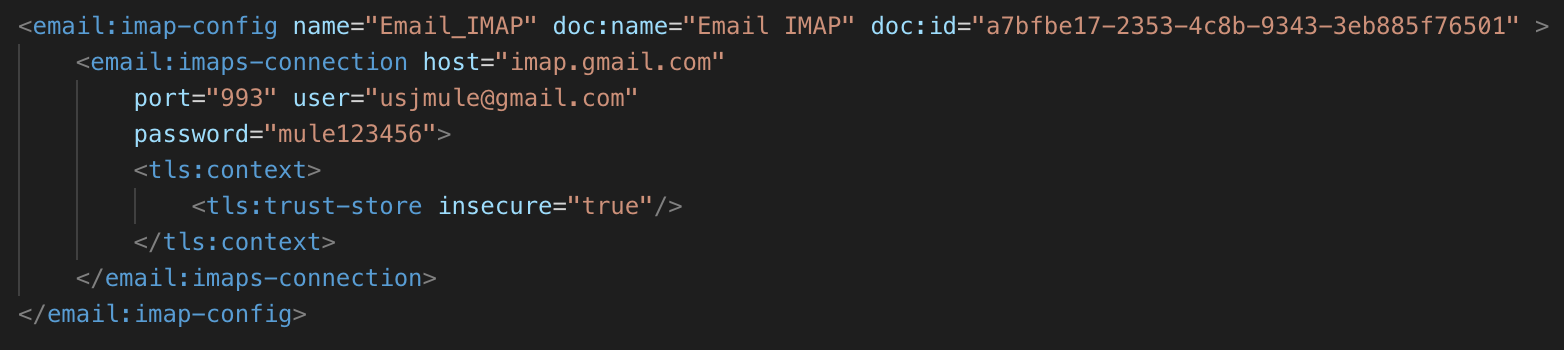 <email:imap-config name="Email_IMAP" doc:name="Email IMAP" doc:id="a7bfbe17-2353-4c8b-9343-3eb885f76501" >
<email:imaps-connection host="imap.gmail.com"
port="993" user="usjmule@gmail.com"
password="mule123456">
<tls:context>
<tls:trust-store insecure="true"/>
</tls:context>
</email:imaps-connection>
</email:imap-config>